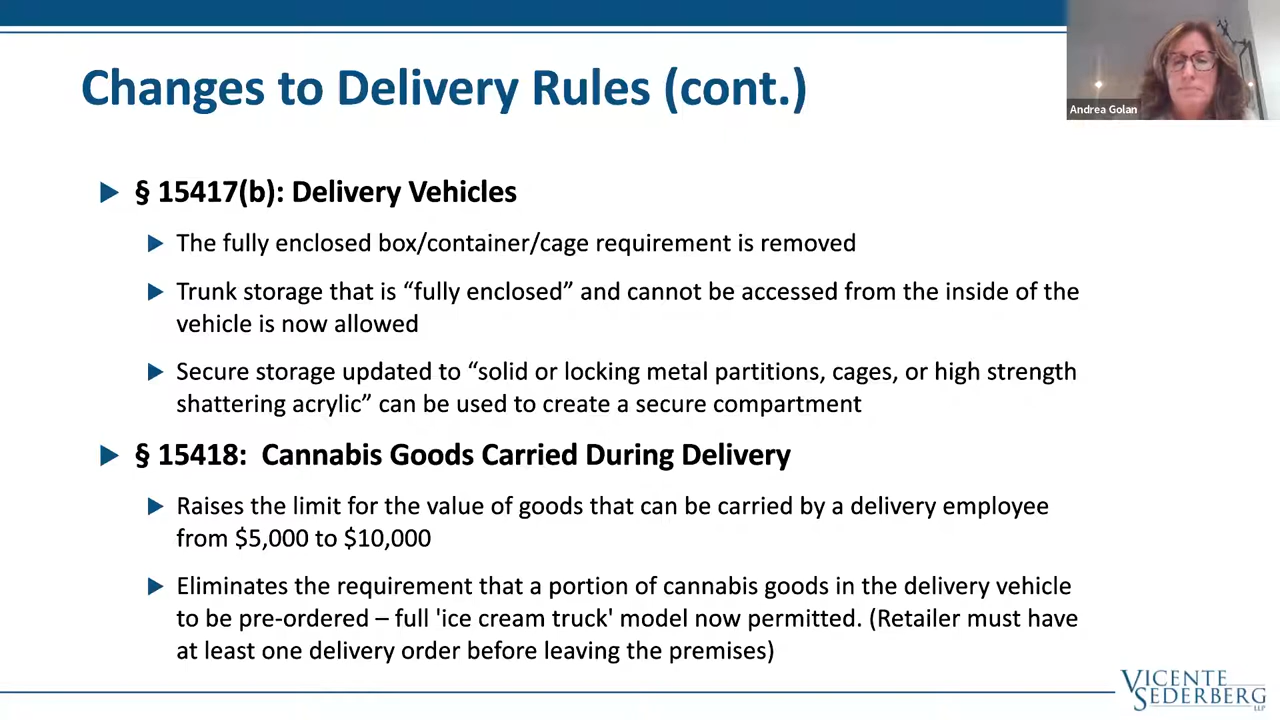 Changes to Delivery Rules (cont.)
Andrea Golan
§ 15417(b): Delivery Vehicles
The fully enclosed box/container/cage requirement is removed
Trunk storage that is “fully enclosed” and cannot be accessed from the inside of the
vehicle is now allowed
Secure storage updated to “solid or locking metal partitions, cages, or high strength
shattering acrylic” can be used to create a secure compartment
§ 15418:  Cannabis Goods Carried During Delivery
Raises the limit for the value of goods that can be carried by a delivery employee
from $5,000 to $10,000
Eliminates the requirement that a portion of cannabis goods in the delivery vehicle
to be pre-ordered – full 'ice cream truck' model now permitted. (Retailer must have
at least one delivery order before leaving the premises)
VICENTE
SEDERBERG
LLP